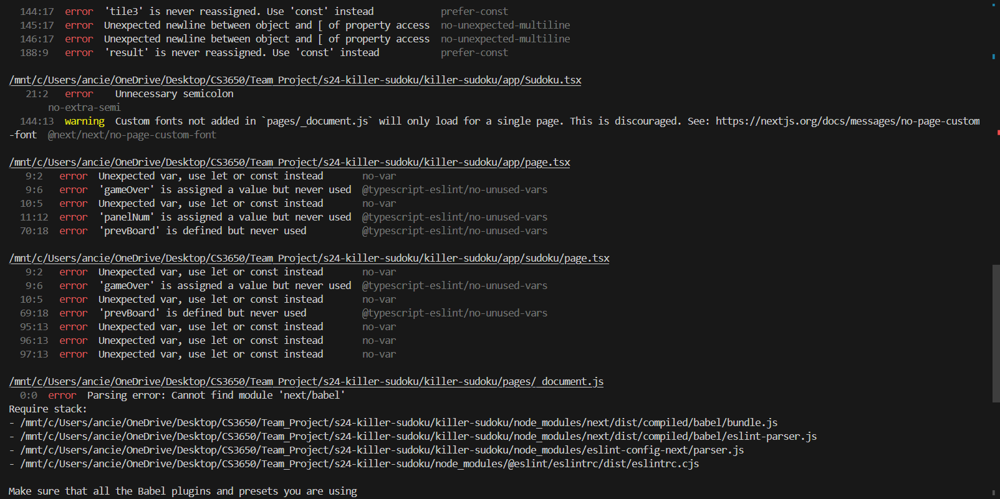 144:17 error 'tile3' is never reassigned. Use 'const' instead prefer-const
145:17 error Unexpected newline between object and [ of property access no-unexpected-multiline
146:17 error Unexpected newline between object and [ of property access no-unexpected-multiline
188:9 error 'result' is never reassigned. Use 'const' instead prefer-const
/mnt/c/Users/ancie/OneDrive/Desktop/CS3650/Team_Project/s24-killer-sudoku/killer-sudoku/app/Sudoku.tsx
21:2 error Unnecessary semicolon
no-extra-semi
144:13 warning Custom fonts not added in `pages/_document.js` will only load for a single page. This is discouraged. See: https://nextjs.org/docs/messages/no-page-custom
-font @next/next/no-page-custom-font
/mnt/c/Users/ancie/OneDrive/Desktop/CS3650/Team_Project/s24-killer-sudoku/killer-sudoku/app/page.tsx
9:2 error Unexpected var, use let or const instead no-var
9:6 error 'gameOver' is assigned a value but never used @typescript-eslint/no-unused-vars
10:5 error Unexpected var, use let or const instead no-var
11:12 error 'panelNum' is assigned a value but never used @typescript-eslint/no-unused-vars
70:18 error 'prevBoard' is defined but never used @typescript-eslint/no-unused-vars
/mnt/c/Users/ancie/OneDrive/Desktop/CS3650/Team_Project/s24-killer-sudoku/killer-sudoku/app/sudoku/page.tsx
9:2 error Unexpected var, use let or const instead no-var
9:6 error 'gameOver' is assigned a value but never used @typescript-eslint/no-unused-vars
10:5 error Unexpected var, use let or const instead no-var
69:18 error 'prevBoard' is defined but never used @typescript-eslint/no-unused-vars
95:13 error Unexpected var, use let or const instead no-var
96:13 error Unexpected var, use let or const instead no-var
97:13 error Unexpected var, use let or const instead no-var
/mnt/c/Users/ancie/OneDrive/Desktop/CS3650/Team_Project/s24-killer-sudoku/killer-sudoku/pages/_document.js
0:0 error Parsing error: Cannot find module 'next/babel'
Require stack:
- /mnt/c/Users/ancie/OneDrive/Desktop/CS3650/Team_Project/s24-killer-sudoku/killer-sudoku/node_modules/next/dist/compiled/babel/bundle.js
- /mnt/c/Users/ancie/OneDrive/Desktop/CS3650/Team_Project/s24-killer-sudoku/killer-sudoku/node_modules/next/dist/compiled/babel/eslint-parser.js
- /mnt/c/Users/ancie/OneDrive/Desktop/CS3650/Team_Project/s24-killer-sudoku/killer-sudoku/node_modules/eslint-config-next/parser.js
- /mnt/c/Users/ancie/OneDrive/Desktop/CS3650/Team_Project/s24-killer-sudoku/node_modules/@eslint/eslintrc/dist/eslintrc.cjs
Make sure that all the Babel plugins and presets you are using